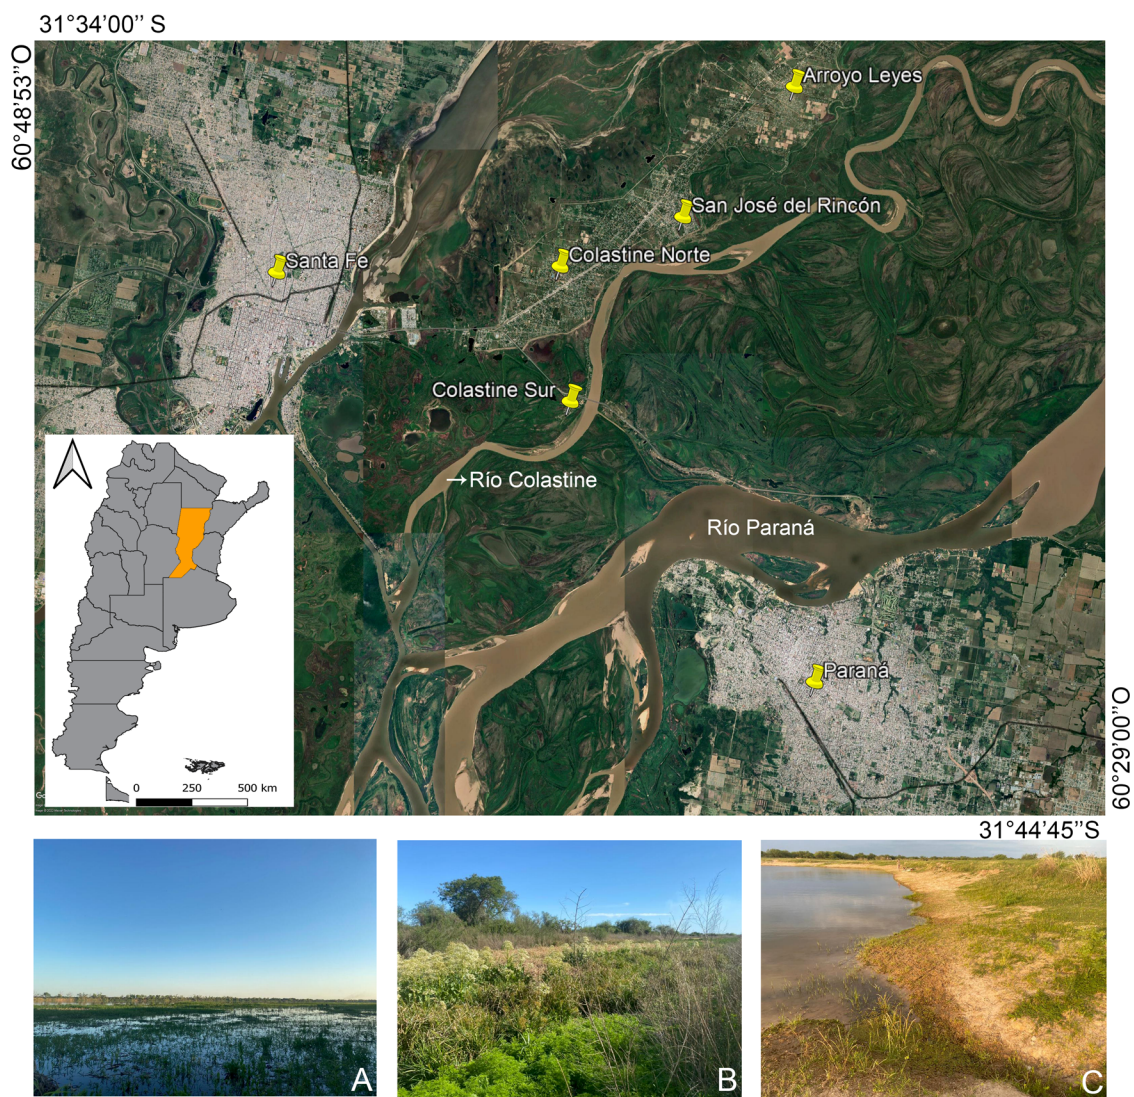 31°34’00’’ S
60°48’53’’O
Arroyo Leyes
San José del Rincón
Santa Fé
Colastine Norte
Colastine Sur
→Río Colastine
Río Paraná
Paraná
0 250 500 km
60°29’00’’O
31°44’45’’S
A
B
C